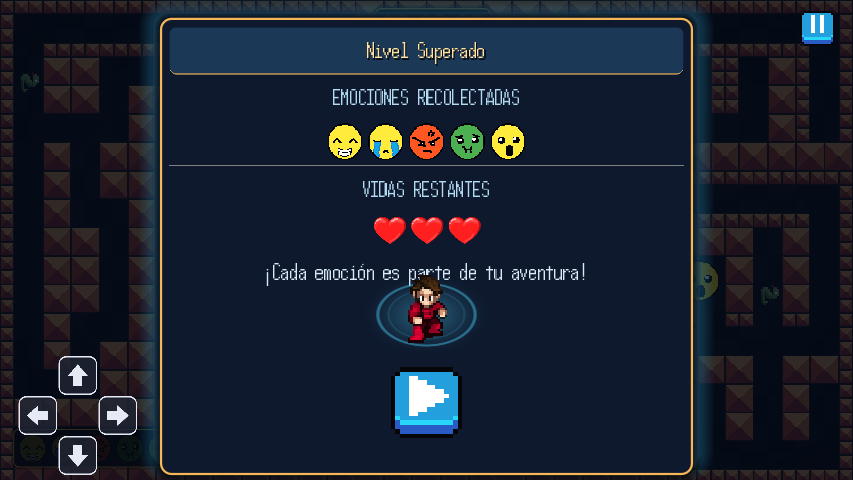 Nivel Superado
EMOCIONES RECOLECTADAS
VIDAS RESTANTES
¡Cada emoción es parte de tu aventura!